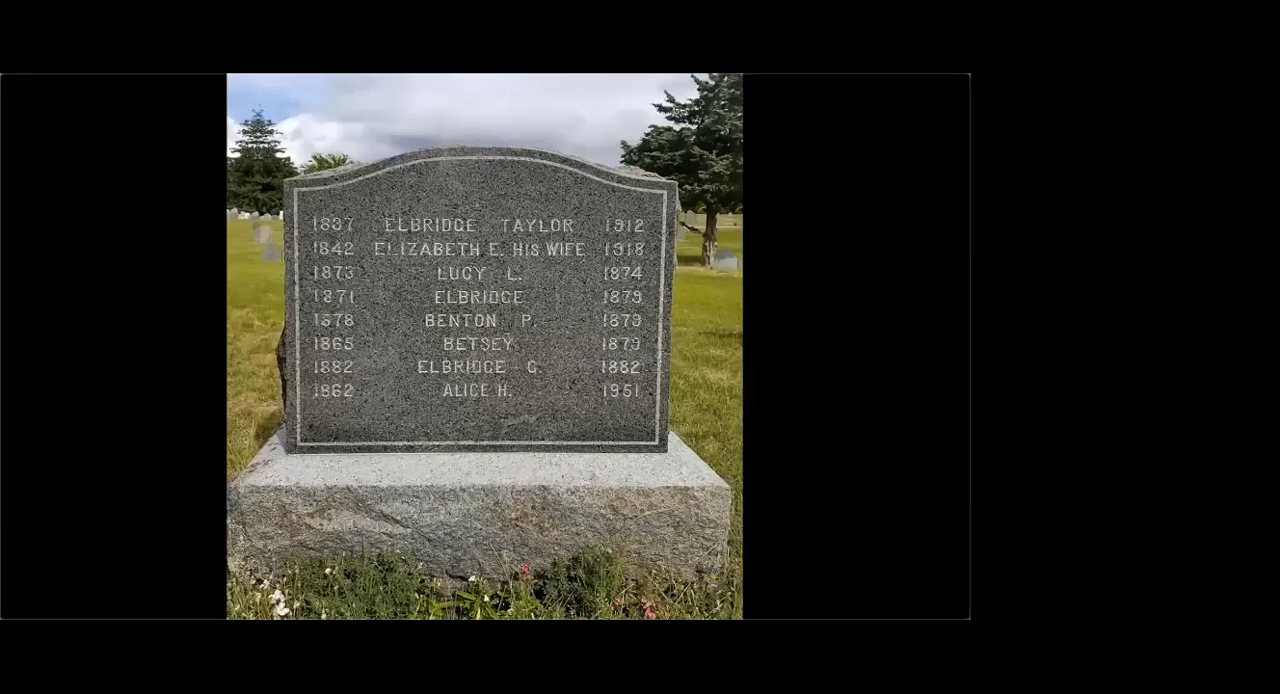 1837 ELBRIDGE TAYLOR 1912
1842 ELIZABETH E. HIS WIFE 1918
1873 LUCY L. 1874
1871 ELBRIDGE 1879
1878 BENTON P. 1879
1865 BETSEY 1879
1882 ELBRIDGE G. 1882
1862 ALICE H. 1951